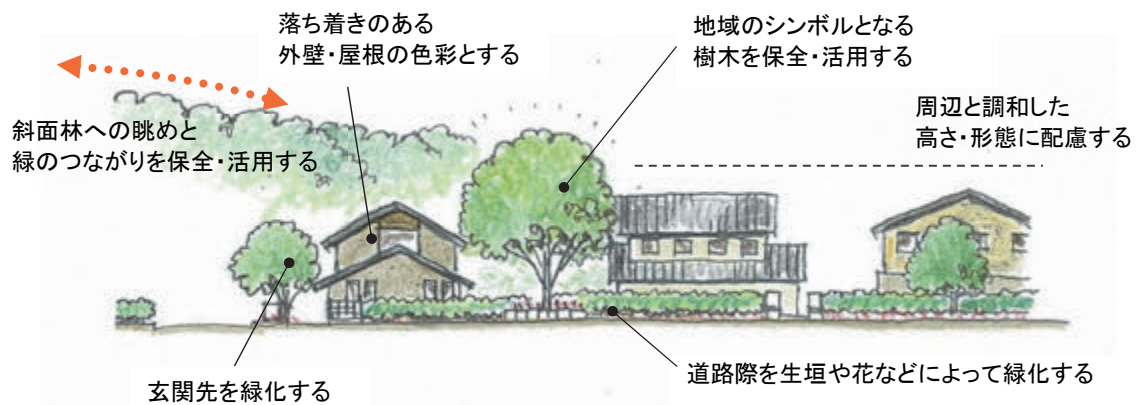 落ち着きのある
外壁・屋根の色彩とする
地域のシンボルとなる
樹木を保全・活用する
周辺と調和した
高さ・形態に配慮する
斜面林への眺めと
緑のつながりを保全・活用する
玄関先を緑化する
道路際を生垣や花などによって緑化する